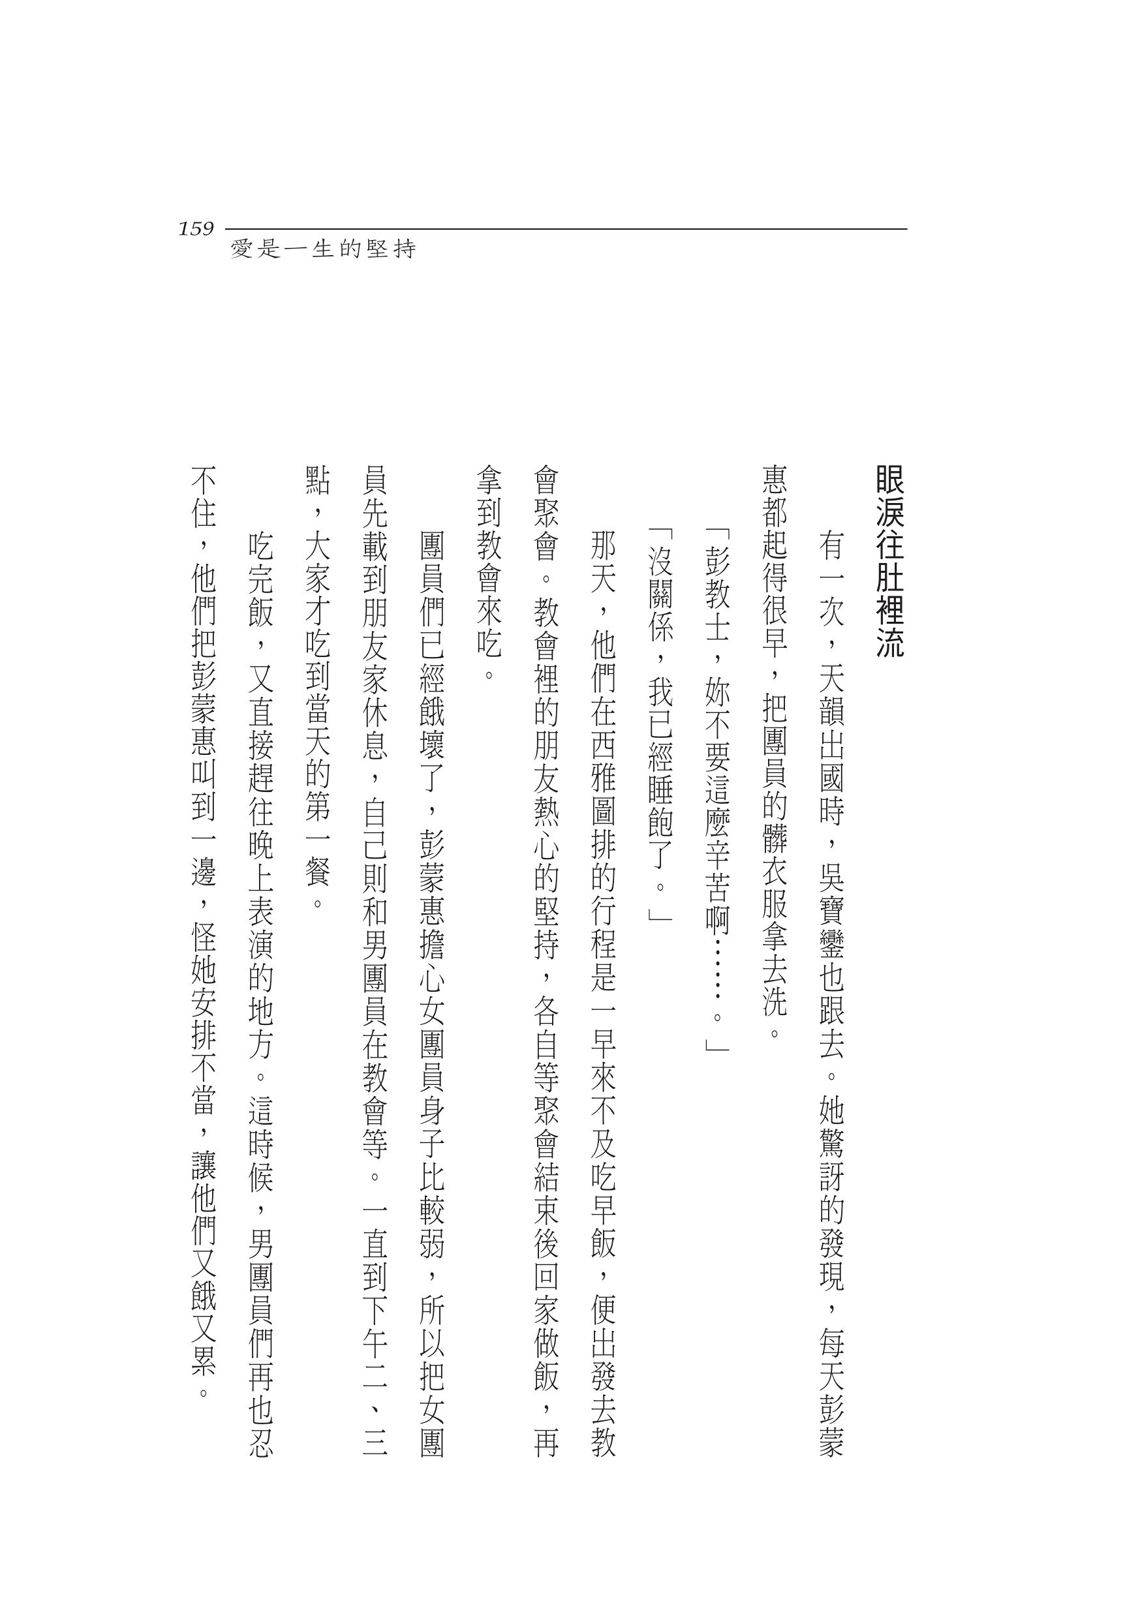 159
愛是一生的堅持
眼淚往肚裡流
有一次，天韻出國時，吳寶鑾也跟去。她驚訝的發現，每天彭蒙
惠都起得很早，把團員的髒衣服拿去洗。
「彭教士，妳不要這麼辛苦啊……。」
「沒關係，我已經睡飽了。」
那天，他們在西雅圖排的行程是一早來不及吃早飯，便出發去教
會聚會。教會裡的朋友熱心的堅持，各自等聚會結束後回家做飯，再
拿到教會來吃。
團員們已經餓壞了，彭蒙惠擔心女團員身子比較弱，所以把女團
員先載到朋友家休息，自己則和男團員在教會等。一直到下午二、三
點，大家才吃到當天的第一餐。
吃完飯，又直接趕往晚上表演的地方。這時候，男團員們再也忍
不住，他們把彭蒙惠叫到一邊，怪她安排不當，讓他們又餓又累。